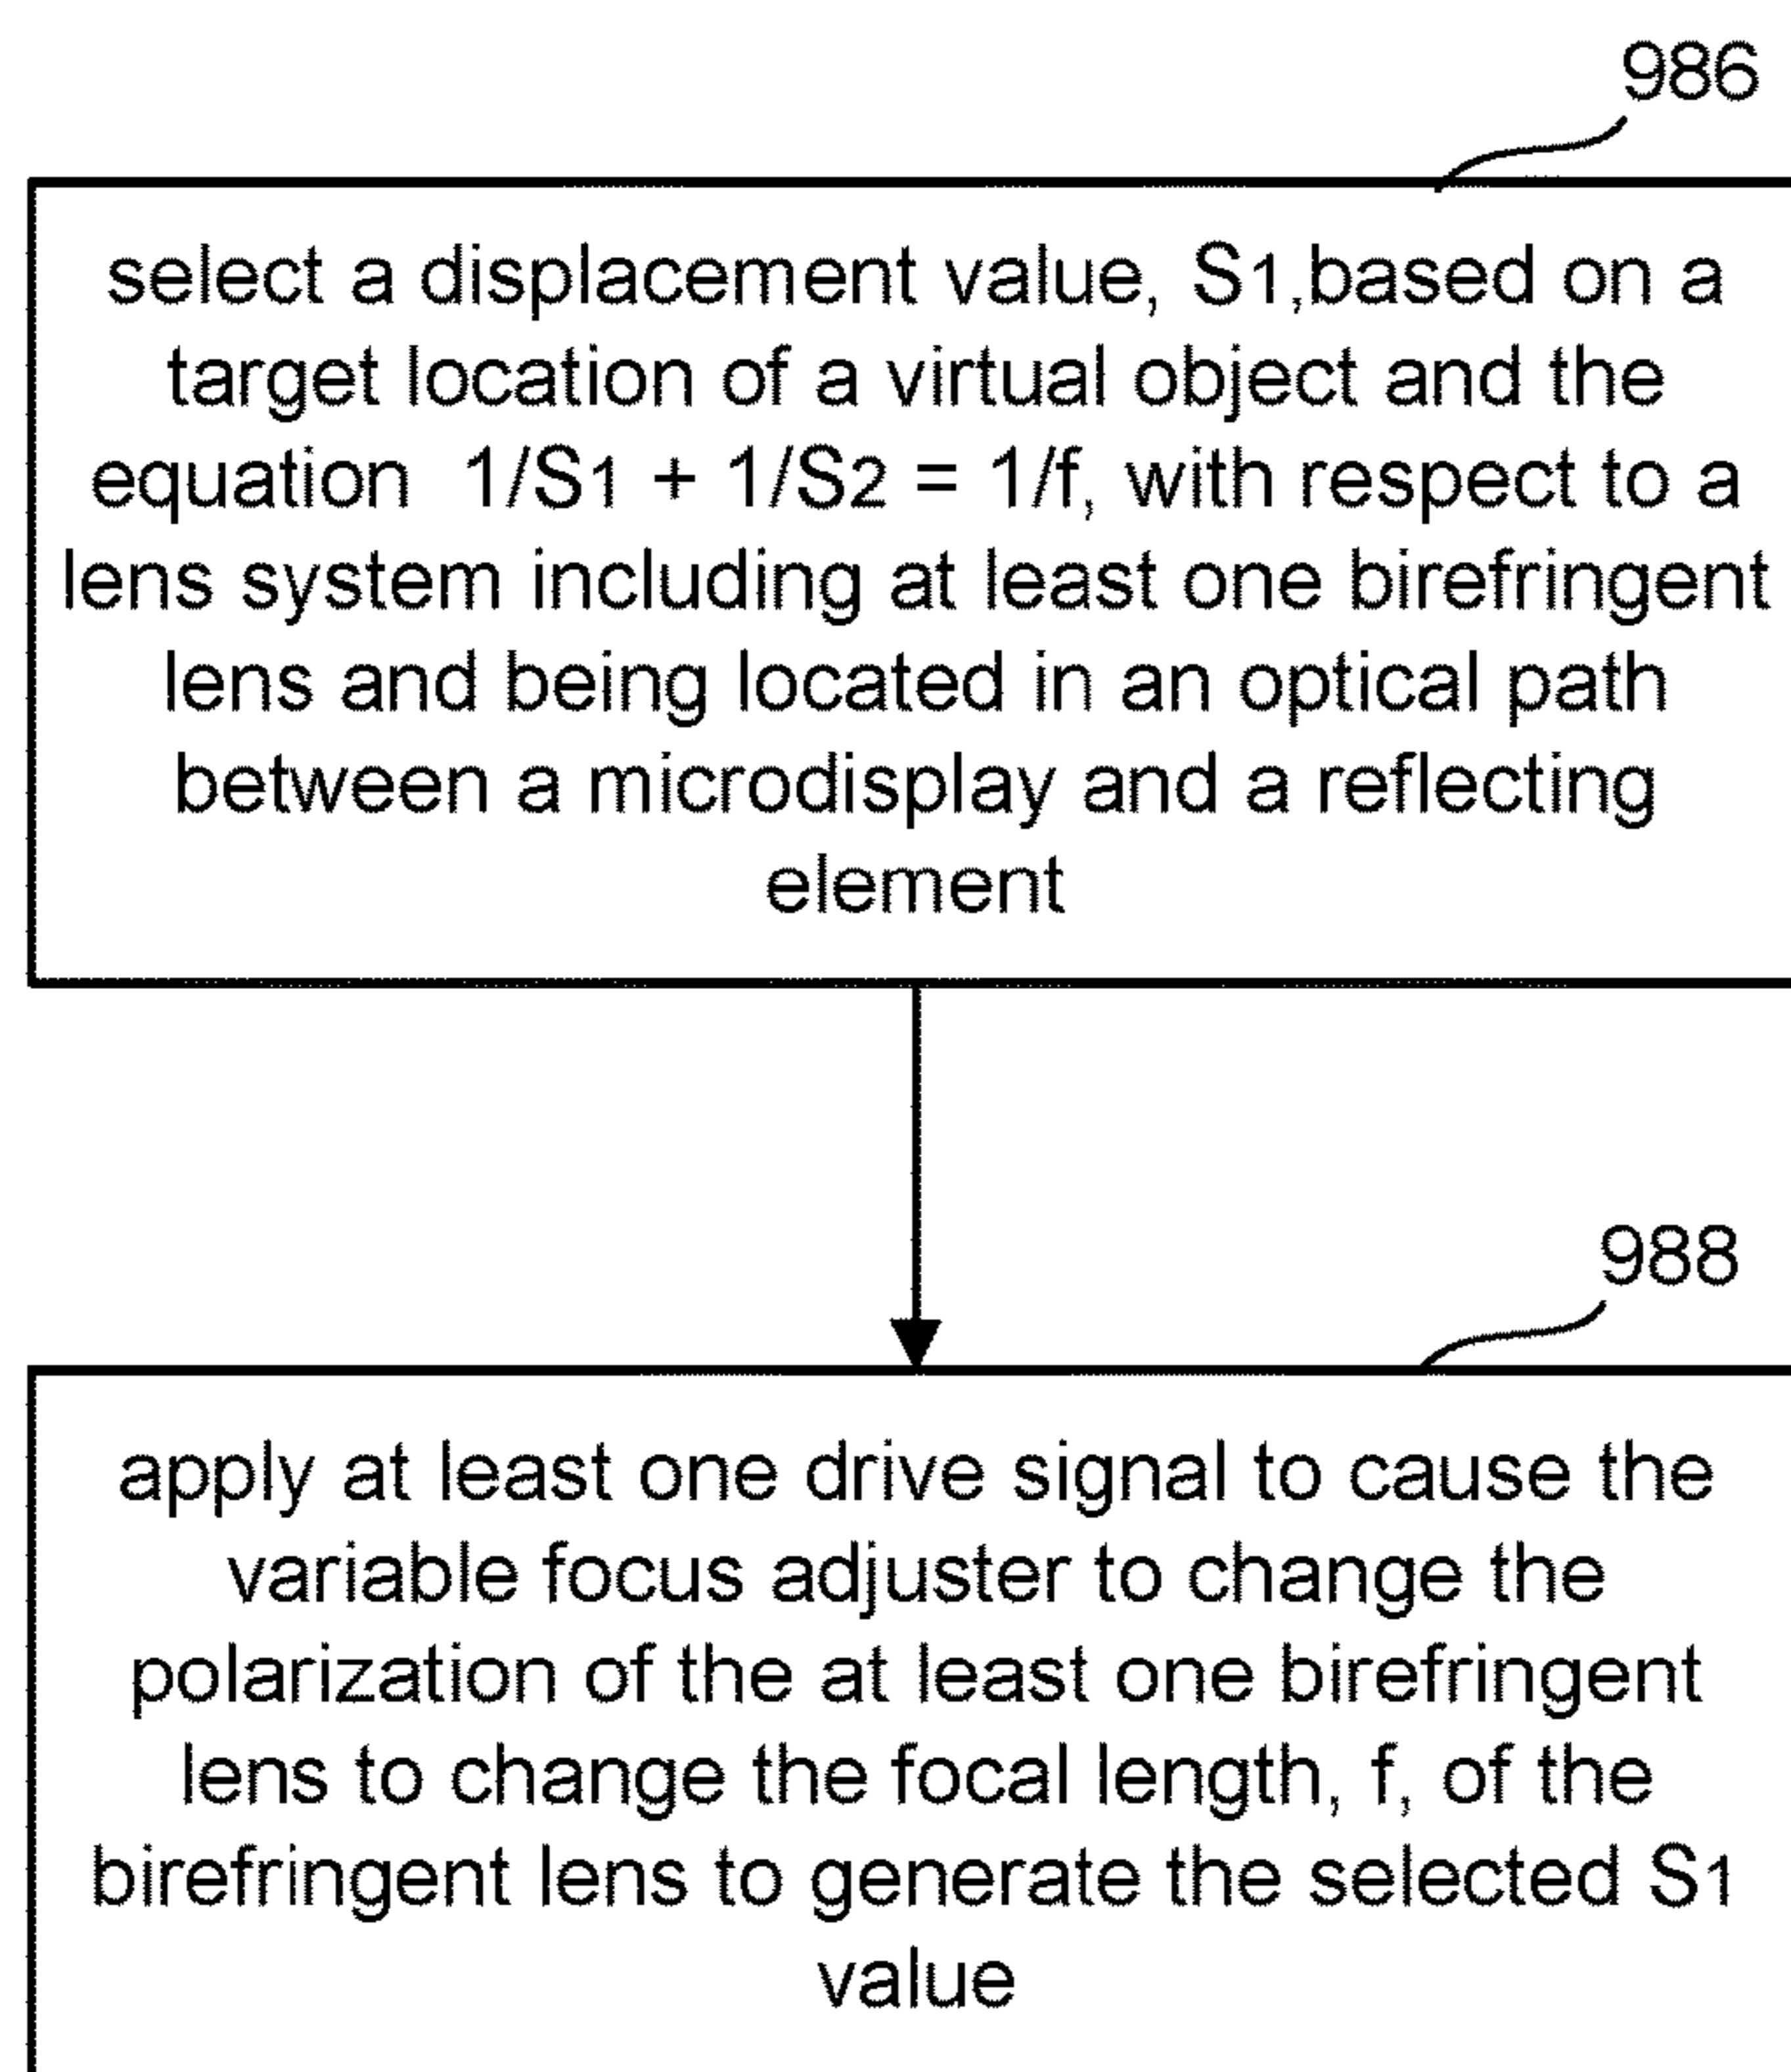 986
select a displacement value, S1,based on a
target location of a virtual object and the
equation 1/S1 + 1/S2 = 1/f, with respect to a
lens system including at least one birefringent
lens and being located in an optical path
between a microdisplay and a reflecting
element
988
apply at least one drive signal to cause the
variable focus adjuster to change the
polarization of the at least one birefringent
lens to change the focal length, f, of the
birefringent lens to generate the selected S1
value